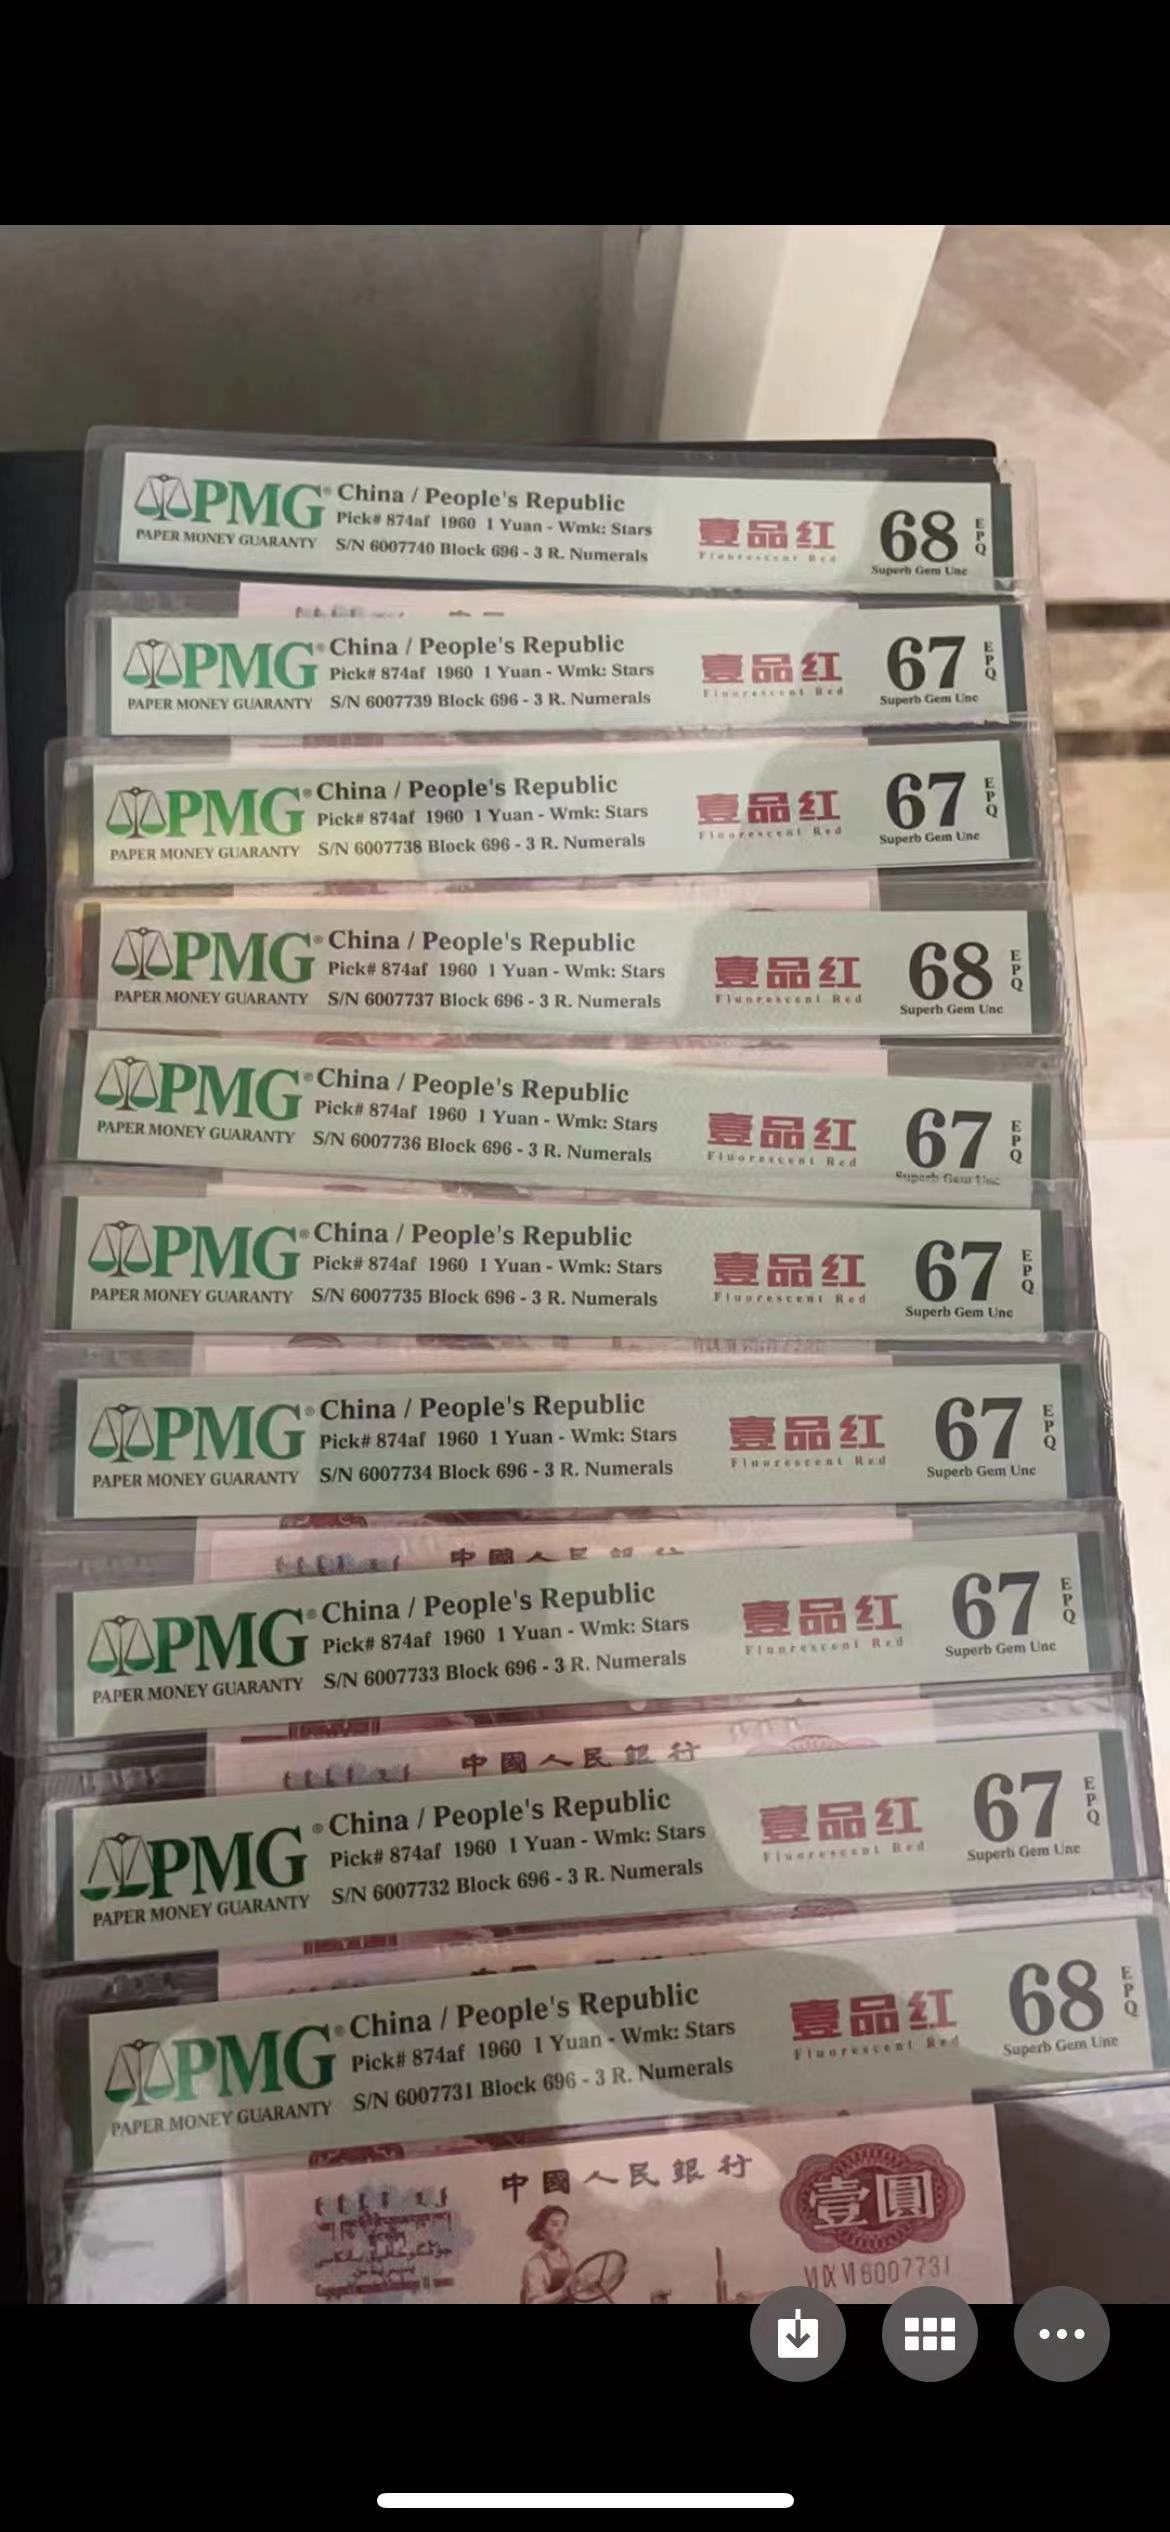 PMG® China / People's Republic
Pick# 874af 1960 1 Yuan - Wmk: Stars
PAPER MONEY GUARANTY S/N 6007740 Block 696 - 3 R. Numerals
壹品红
Fluorescent Red
68 EPQ
Superb Gem Unc
PMG® China / People's Republic
Pick# 874af 1960 1 Yuan - Wmk: Stars
PAPER MONEY GUARANTY S/N 6007739 Block 696 - 3 R. Numerals
壹品红
Fluorescent Red
67 EPQ
Superb Gem Unc
PMG® China / People's Republic
Pick# 874af 1960 1 Yuan - Wmk: Stars
PAPER MONEY GUARANTY S/N 6007738 Block 696 - 3 R. Numerals
壹品红
Fluorescent Red
67 EPQ
Superb Gem Unc
PMG® China / People's Republic
Pick# 874af 1960 1 Yuan - Wmk: Stars
PAPER MONEY GUARANTY S/N 6007737 Block 696 - 3 R. Numerals
壹品红
Fluorescent Red
68 EPQ
Superb Gem Unc
PMG® China / People's Republic
Pick# 874af 1960 1 Yuan - Wmk: Stars
PAPER MONEY GUARANTY S/N 6007736 Block 696 - 3 R. Numerals
壹品红
Fluorescent Red
67 EPQ
Superb Gem Unc
PMG® China / People's Republic
Pick# 874af 1960 1 Yuan - Wmk: Stars
PAPER MONEY GUARANTY S/N 6007735 Block 696 - 3 R. Numerals
壹品红
Fluorescent Red
67 EPQ
Superb Gem Unc
PMG® China / People's Republic
Pick# 874af 1960 1 Yuan - Wmk: Stars
PAPER MONEY GUARANTY S/N 6007734 Block 696 - 3 R. Numerals
壹品红
Fluorescent Red
67 EPQ
Superb Gem Unc
中國人民銀行
PMG® China / People's Republic
Pick# 874af 1960 1 Yuan - Wmk: Stars
PAPER MONEY GUARANTY S/N 6007733 Block 696 - 3 R. Numerals
壹品红
Fluorescent Red
67 EPQ
Superb Gem Unc
中國人民銀行
PMG® China / People's Republic
Pick# 874af 1960 1 Yuan - Wmk: Stars
PAPER MONEY GUARANTY S/N 6007732 Block 696 - 3 R. Numerals
壹品红
Fluorescent Red
67 EPQ
Superb Gem Unc
PMG® China / People's Republic
Pick# 874af 1960 1 Yuan - Wmk: Stars
PAPER MONEY GUARANTY S/N 6007731 Block 696 - 3 R. Numerals
壹品红
Fluorescent Red
68 EPQ
Superb Gem Unc
中國人民銀行
壹圓
VI IX VI 6007731